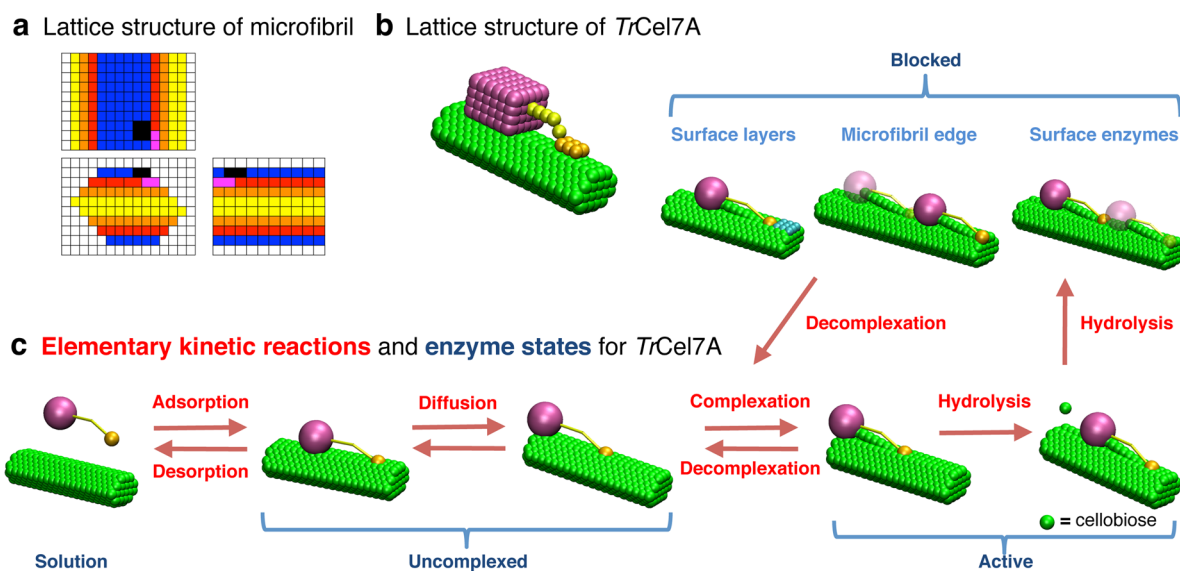 a Lattice structure of microfibril
b Lattice structure of TrCel7A
Blocked
Surface layers
Microfibril edge
Surface enzymes
Decomplexation
Hydrolysis
c Elementary kinetic reactions and enzyme states for TrCel7A
Adsorption
Desorption
Diffusion
Complexation
Decomplexation
Hydrolysis
= cellobiose
Solution
Uncomplexed
Active